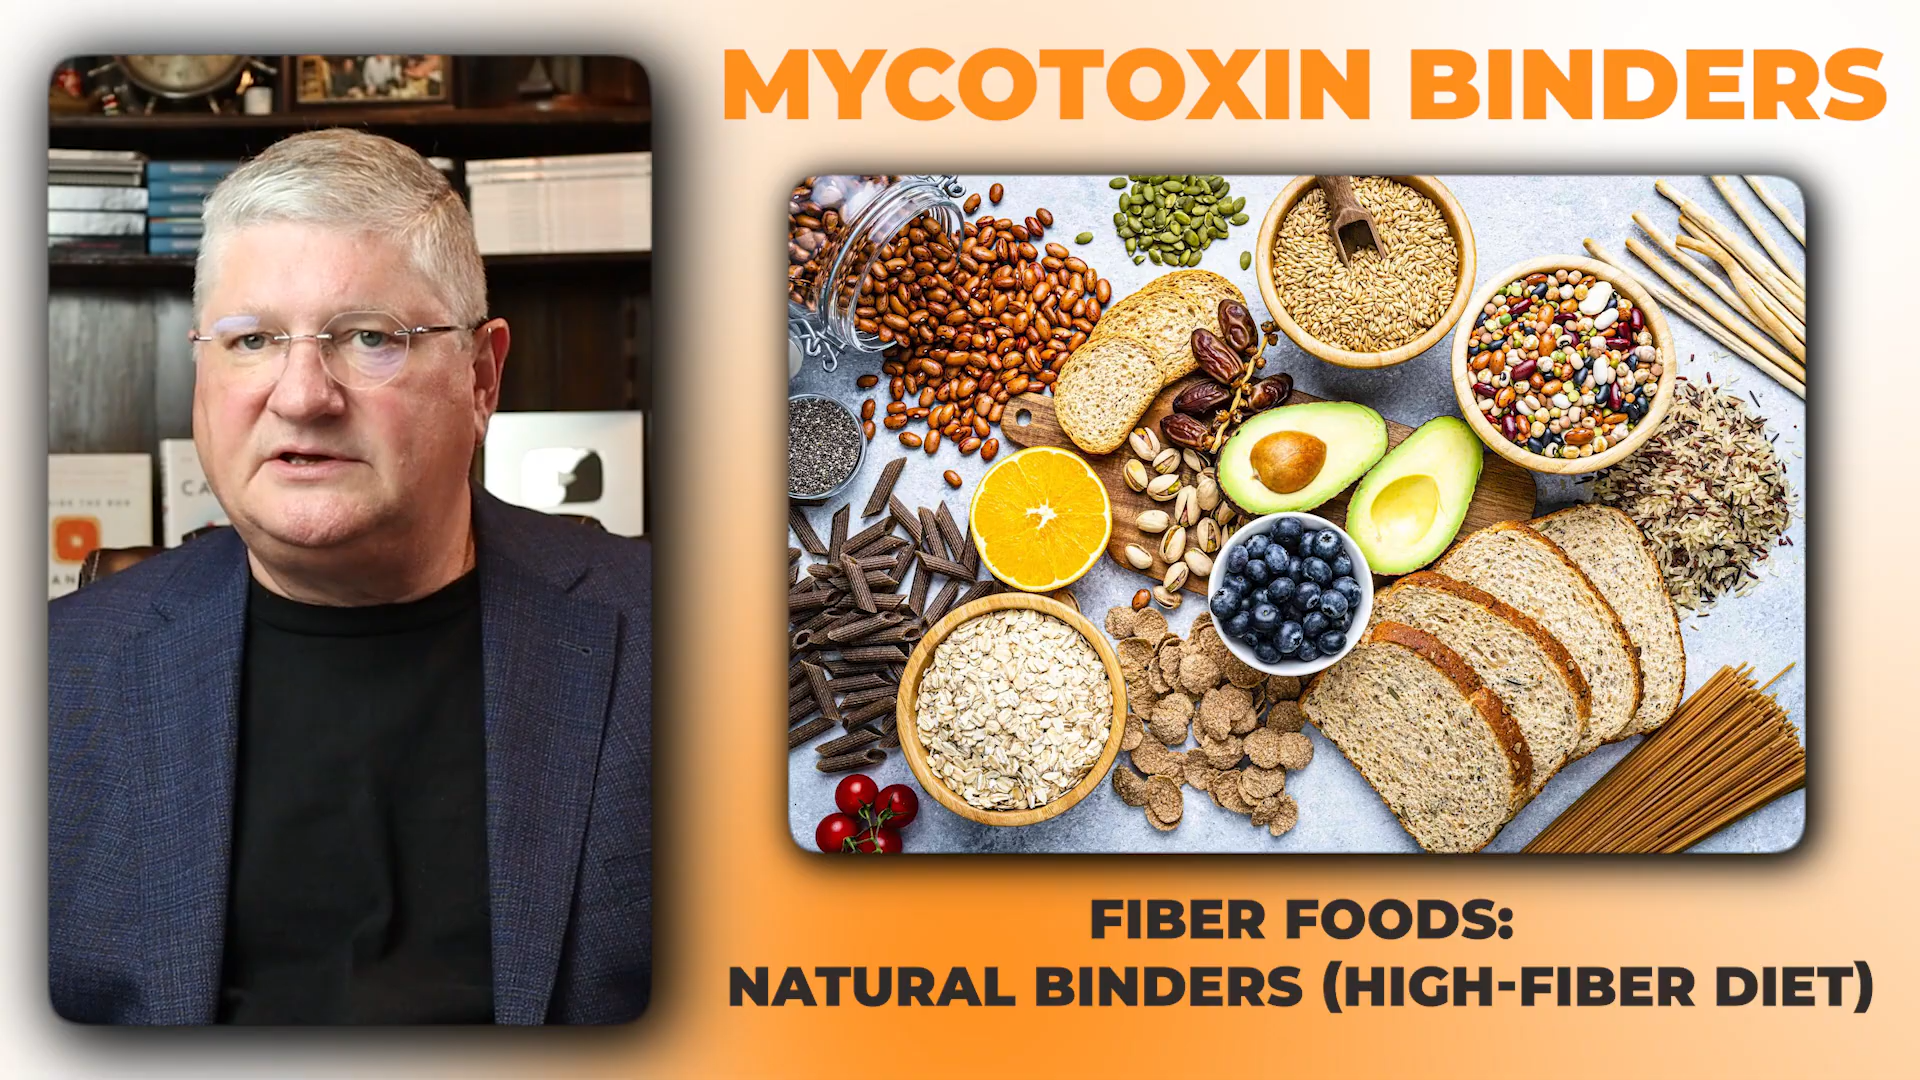 MYCOTOXIN BINDERS
FIBER FOODS:
NATURAL BINDERS (HIGH-FIBER DIET)